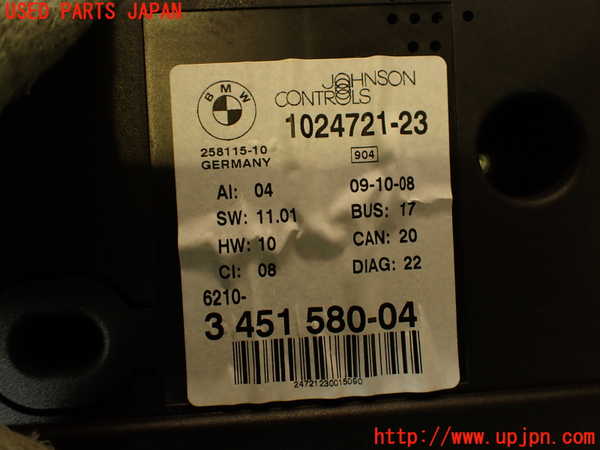 USED PARTS JAPAN
BMW
JOHNSON
CONTROLS
1024721-23
258115-10
GERMANY
904
AI: 04
09-10-08
SW: 11.01
BUS: 17
HW: 10
CAN: 20
CI: 08
DIAG: 22
6210-
3 451 580-04
24721230015090
http://www.upjpn.com